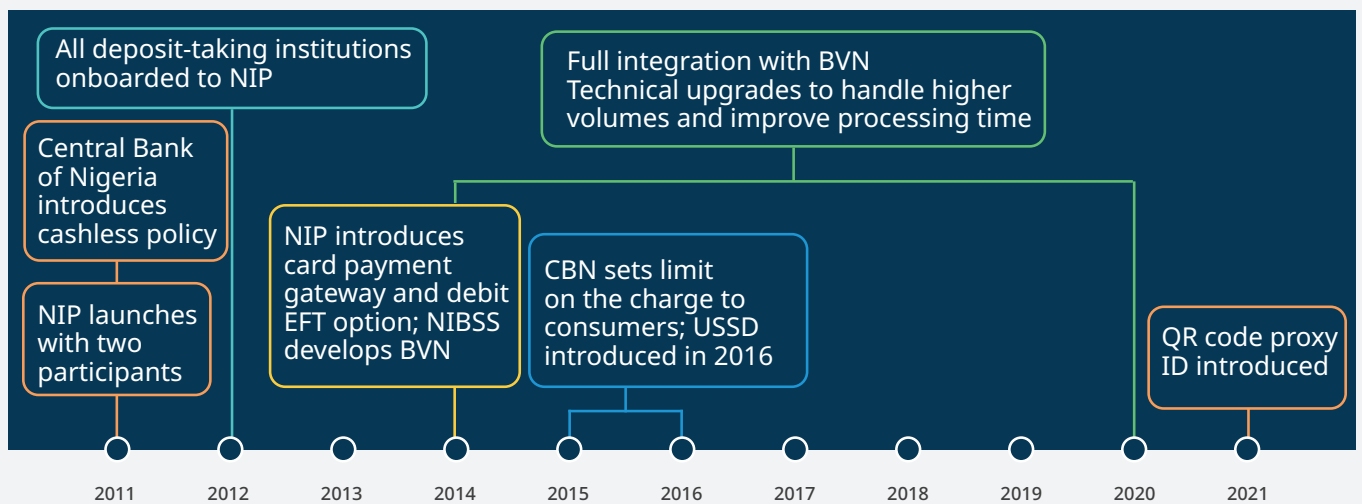 All deposit-taking institutions
onboarded to NIP
Full integration with BVN
Technical upgrades to handle higher
volumes and improve processing time
Central Bank
of Nigeria
introduces
cashless policy
NIP launches
with two
participants
NIP introduces
card payment
gateway and debit
EFT option; NIBSS
develops BVN
CBN sets limit
on the charge to
consumers; USSD
introduced in 2016
QR code proxy
ID introduced
2011 2012 2013 2014 2015 2016 2017 2018 2019 2020 2021